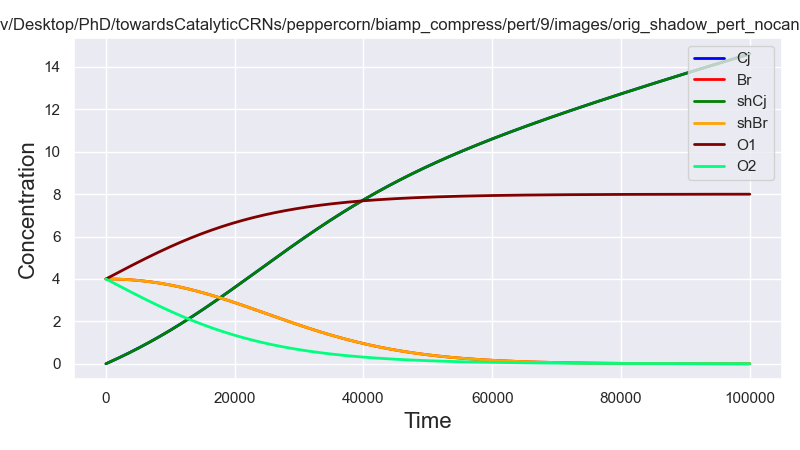 v/Desktop/PhD/towardsCatalyticCRNs/peppercorn/biamp_compress/pert/9/images/orig_shadow_pert_nocan
14
12
10
8
6
4
2
0
Concentration
Cj
Br
shCj
shBr
O1
O2
0 20000 40000 60000 80000 100000
Time